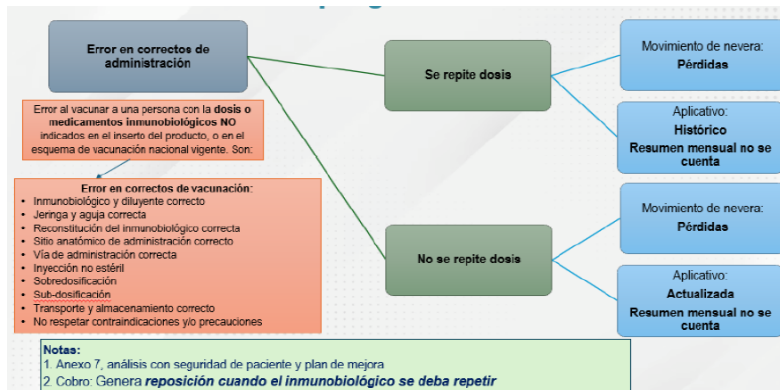 Error en correctos de
administración
Error al vacunar a una persona con la dosis o
medicamentos inmunobiológicos NO
indicados en el inserto del producto, o en el
esquema de vacunación nacional vigente. Son:
Error en correctos de vacunación:
• Inmunobiológico y diluyente correcto
• Jeringa y aguja correcta
• Reconstitución del inmunobiológico correcta
• Sitio anatómico de administración correcto
• Vía de administración correcta
• Inyección no estéril
• Sobredosificación
• Sub-dosificación
• Transporte y almacenamiento correcto
• No respetar contraindicaciones y/o precauciones
Se repite dosis
Movimiento de nevera:
Pérdidas
Aplicativo:
Histórico
Resumen mensual no se
cuenta
No se repite dosis
Movimiento de nevera:
Pérdidas
Aplicativo:
Actualizada
Resumen mensual no se
cuenta
Notas:
1. Anexo 7, análisis con seguridad de paciente y plan de mejora
2. Cobro: Genera reposición cuando el inmunobiológico se deba repetir